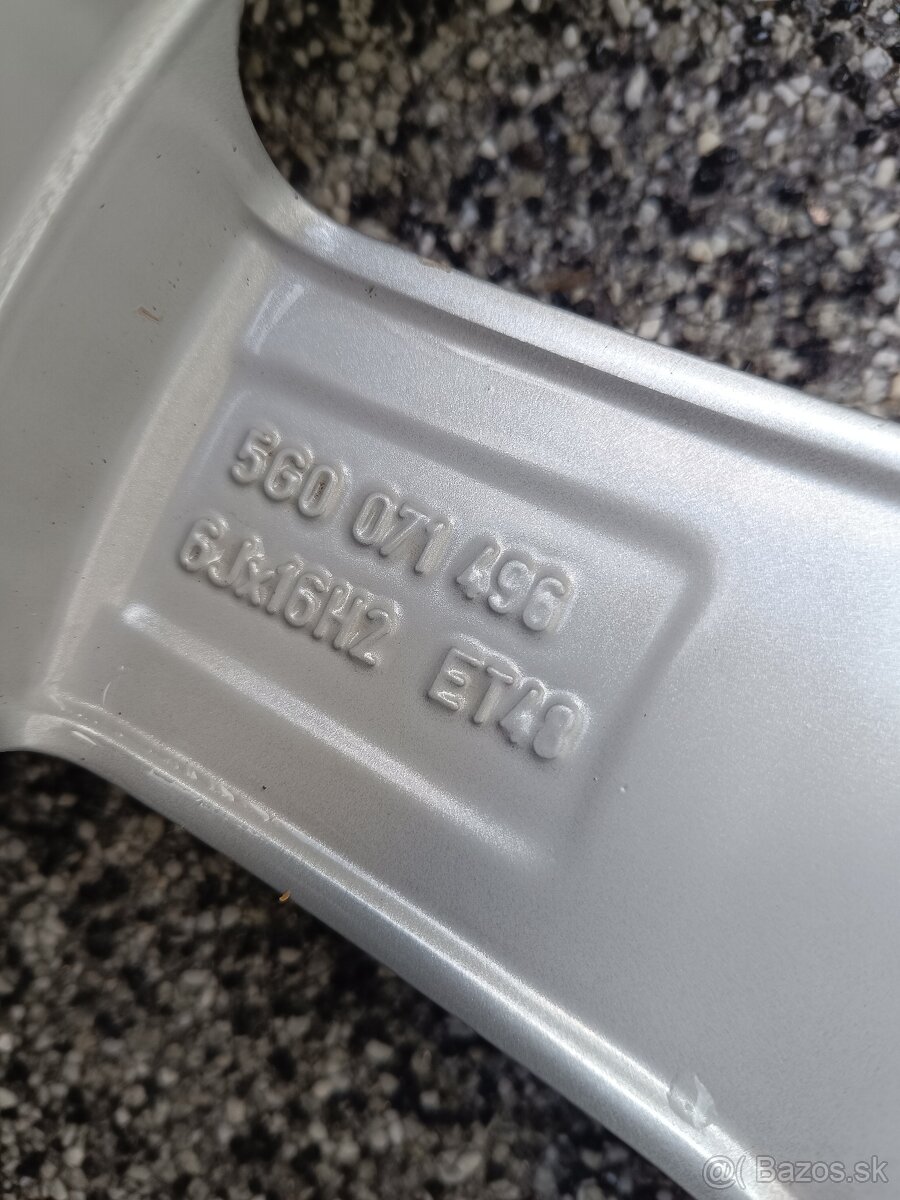 5G0 071 496
6Jx16H2 ET48
@( Bazos.sk